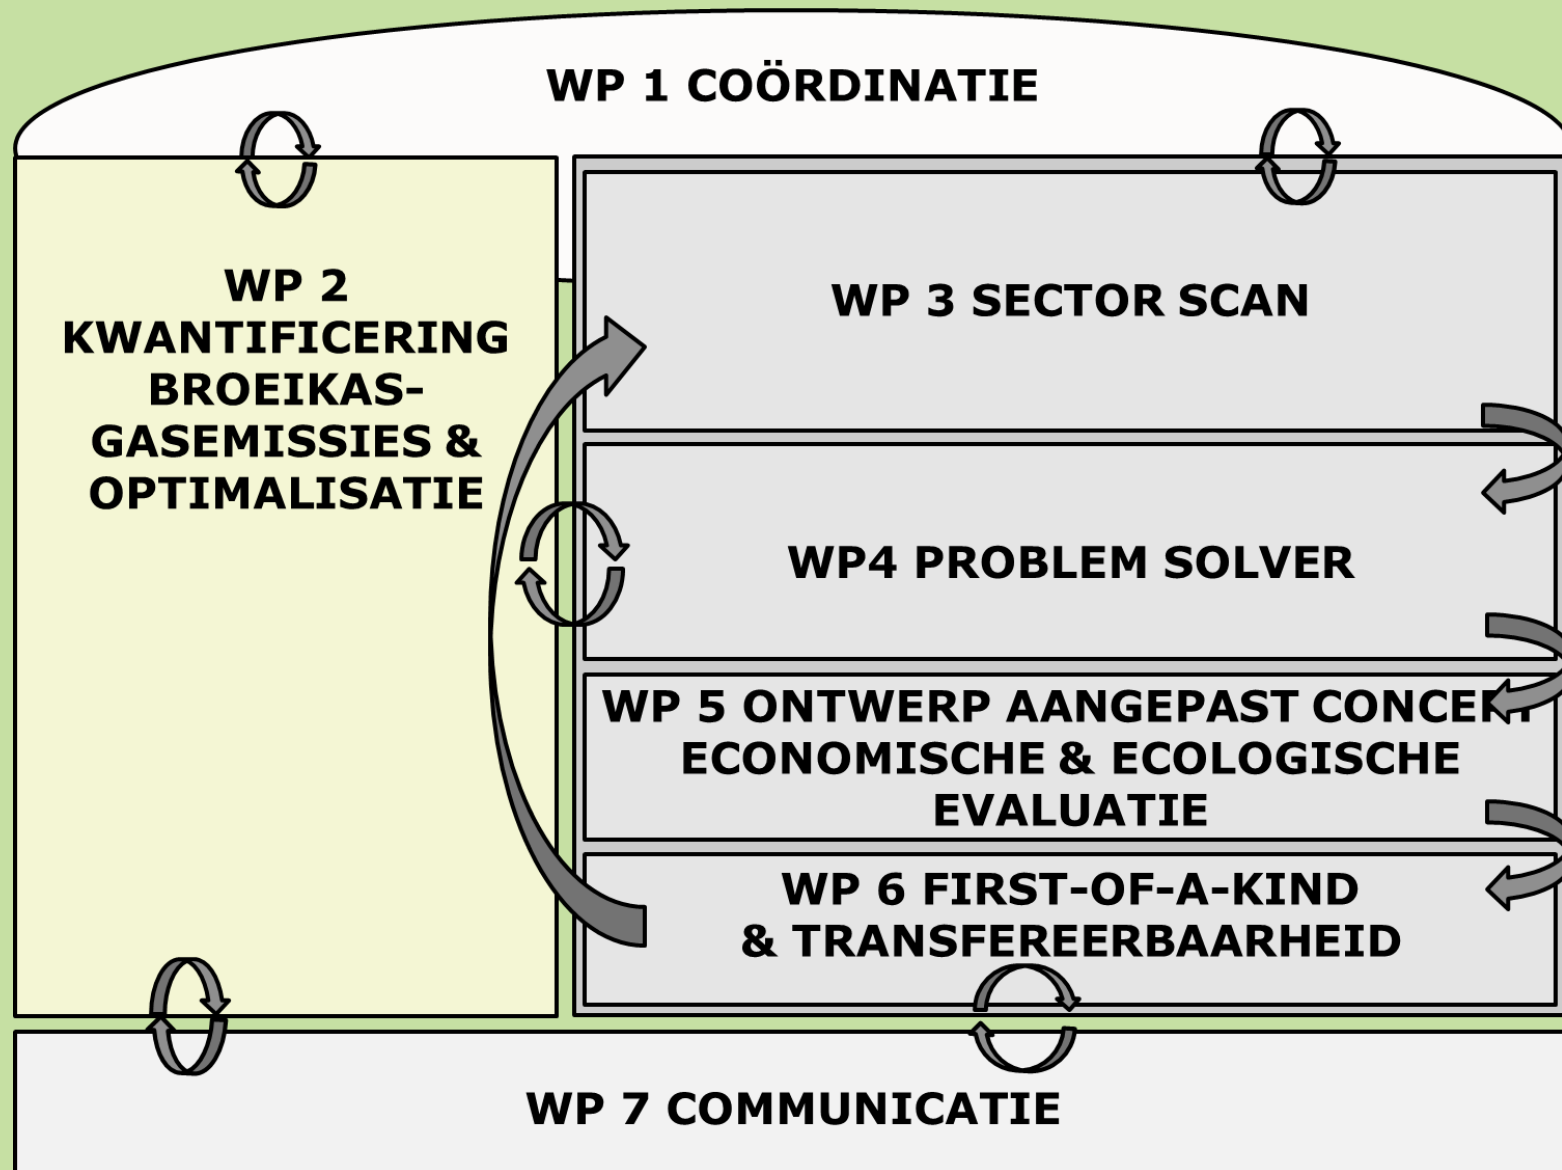 WP 1 COÖRDINATIE
WP 2
KWANTIFICERING
BROEIKAS-
GASEMISSIES &
OPTIMALISATIE
WP 3 SECTOR SCAN
WP4 PROBLEM SOLVER
WP 5 ONTWERP AANGEPAST CONCEPT
ECONOMISCHE & ECOLOGISCHE
EVALUATIE
WP 6 FIRST-OF-A-KIND
& TRANSFEREERBAARHEID
WP 7 COMMUNICATIE